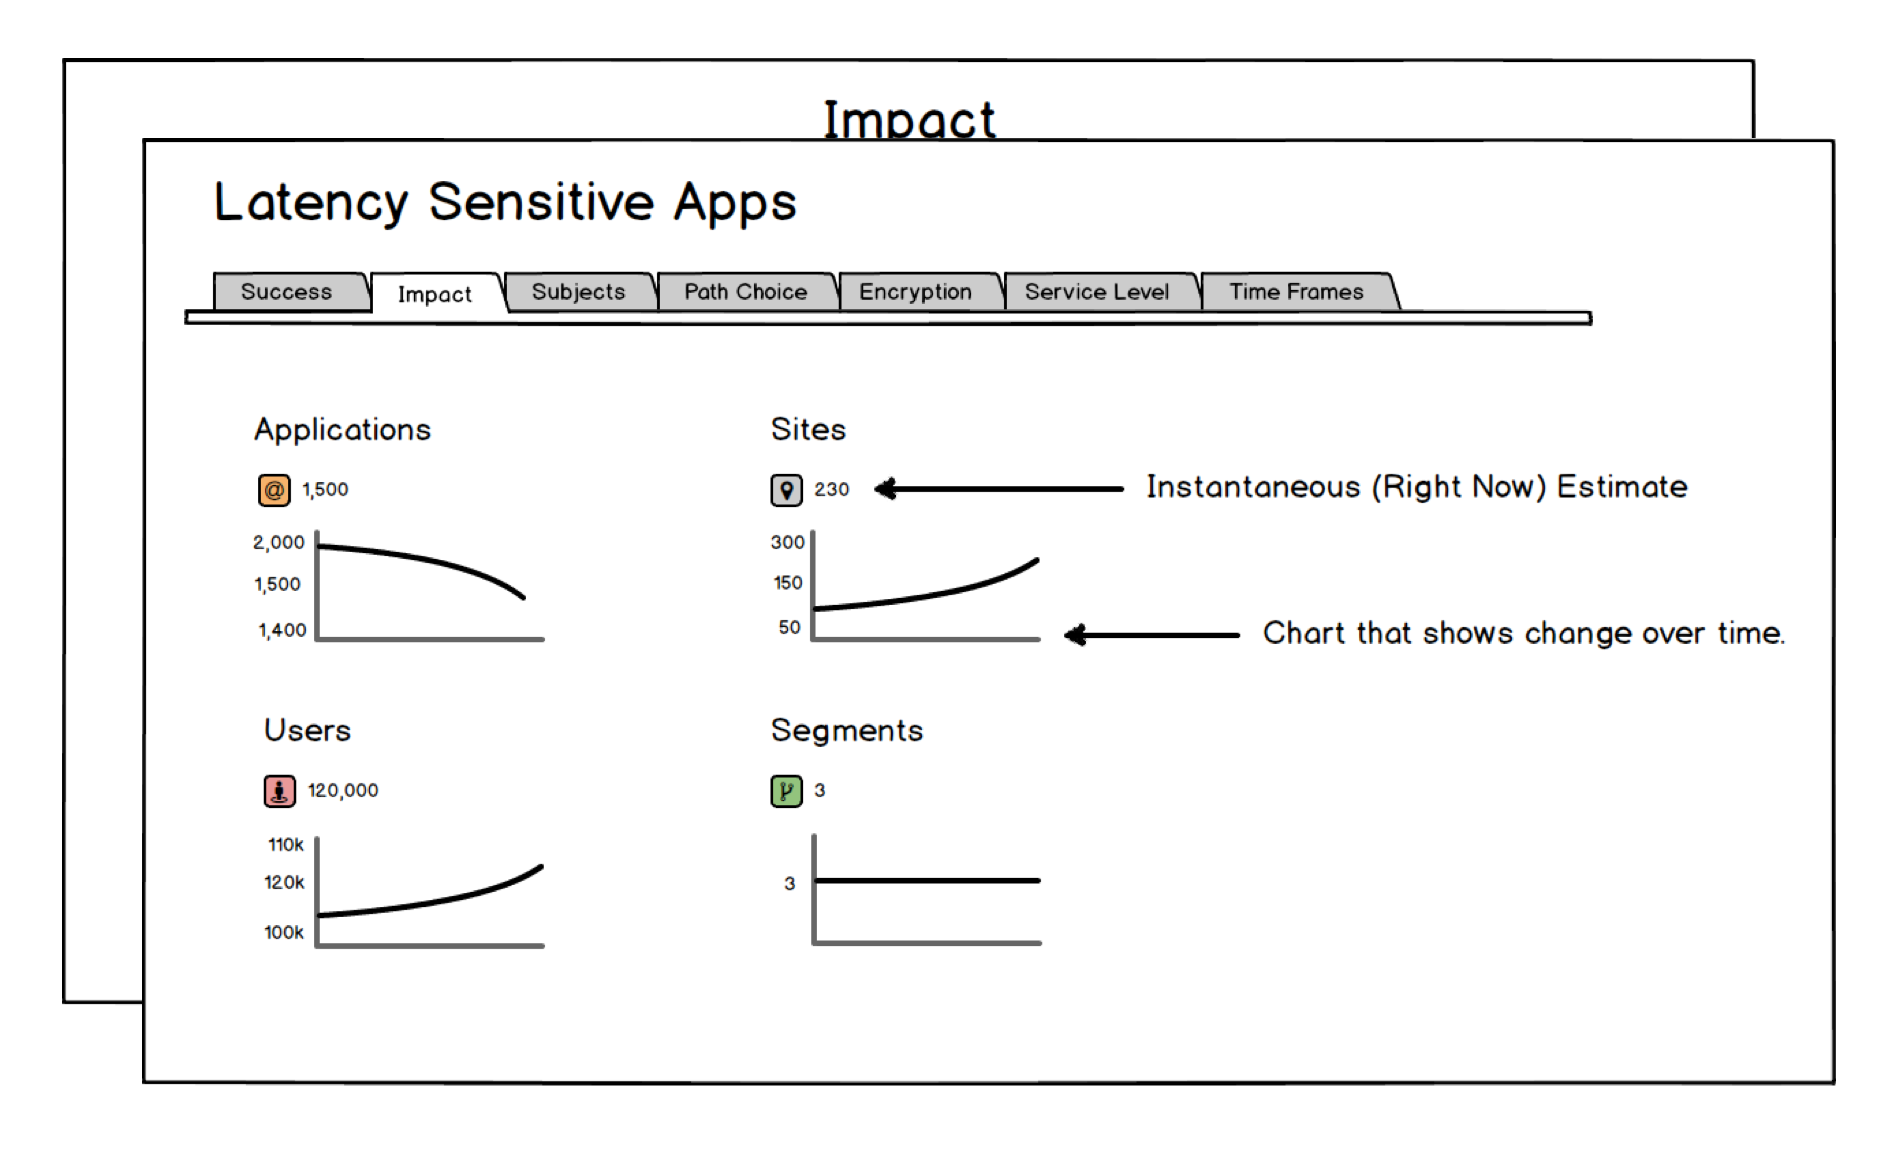 Impact
Latency Sensitive Apps
Success Impact Subjects Path Choice Encryption Service Level Time Frames
Applications
@ 1,500
2,000
1,500
1,400
Sites
230
Instantaneous (Right Now) Estimate
300
150
50
Chart that shows change over time.
Users
120,000
110k
120k
100k
Segments
3
3